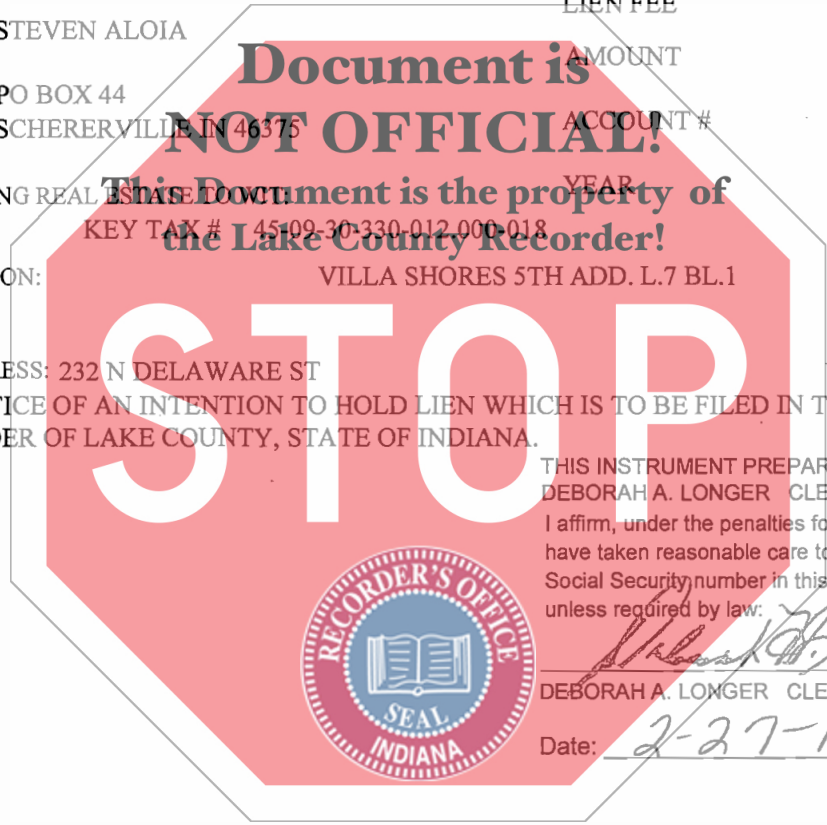 LIEN FEE
STEVEN ALOIA
Document is
AMOUNT
PO BOX 44
NOT OFFICIAL!
SCHERERVILLE IN 46375
ACCOUNT #
This Document is the property of
YEAR
NG REAL ESTATE TO WIT:
KEY TAX # 45-09-30-330-012.000-018
the Lake County Recorder!
ON:
VILLA SHORES 5TH ADD. L.7 BL.1
STOP
ESS: 232 N DELAWARE ST
TICE OF AN INTENTION TO HOLD LIEN WHICH IS TO BE FILED IN T
ER OF LAKE COUNTY, STATE OF INDIANA.
THIS INSTRUMENT PREPAR
DEBORAH A. LONGER CLE
I affirm, under the penalties fo
have taken reasonable care to
Social Security number in this
unless required by law:
RECORDER'S OFFICE
SEAL
INDIANA
DEBORAH A. LONGER CLE
Date: 2-27-1